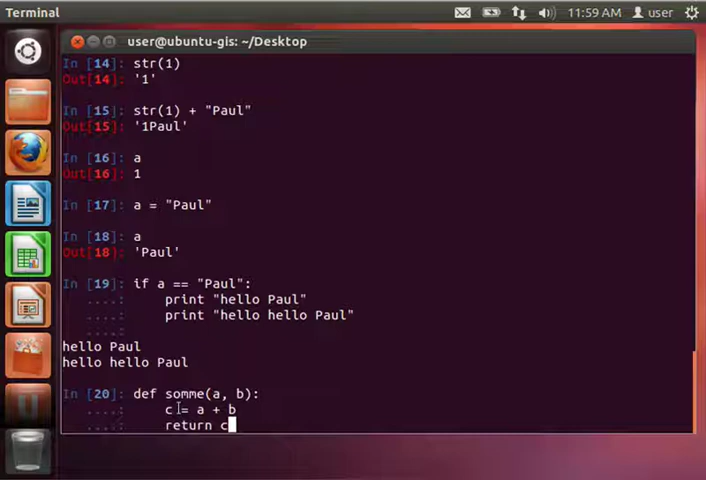 Terminal
11:59 AM user
user@ubuntu-gis: ~/Desktop
In [14]: str(1)
Out[14]: '1'
In [15]: str(1) + "Paul"
Out[15]: '1Paul'
In [16]: a
Out[16]: 1
In [17]: a = "Paul"
In [18]: a
Out[18]: 'Paul'
In [19]: if a == "Paul":
....: print "hello Paul"
....: print "hello hello Paul"
....:
hello Paul
hello hello Paul
In [20]: def somme(a, b):
....: c = a + b
....: return c